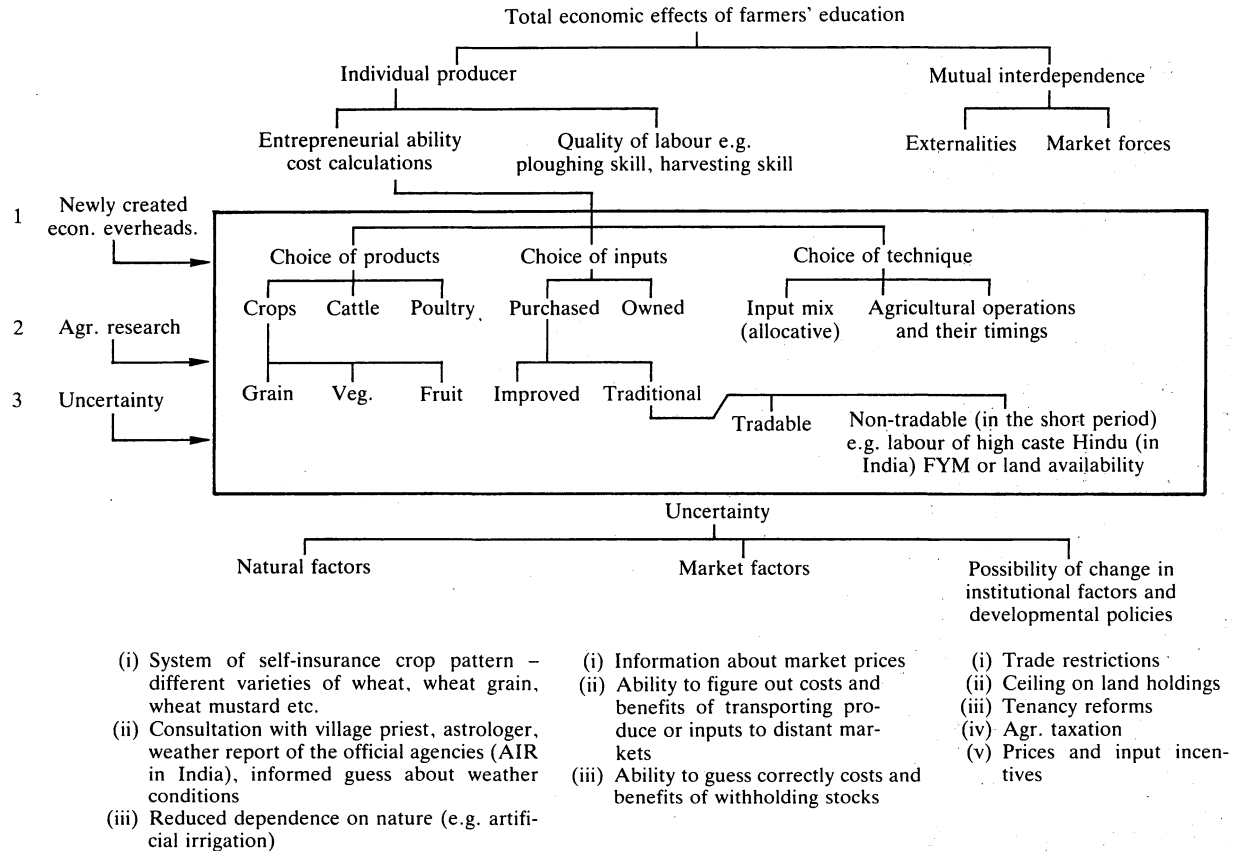 Total economic effects of farmers' education
Individual producer
Mutual interdependence
Entrepreneurial ability
cost calculations
Quality of labour e.g.
ploughing skill, harvesting skill
Externalities
Market forces
1
Newly created
econ. everheads.
Choice of products
Choice of inputs
Choice of technique
Crops
Cattle
Poultry
Purchased
Owned
Input mix
(allocative)
Agricultural operations
and their timings
2
Agr. research
Grain
Veg.
Fruit
Improved
Traditional
3
Uncertainty
Tradable
Non-tradable (in the short period)
e.g. labour of high caste Hindu (in
India) FYM or land availability
Uncertainty
Natural factors
Market factors
Possibility of change in
institutional factors and
developmental policies
(i) System of self-insurance crop pattern –
different varieties of wheat, wheat grain,
wheat mustard etc.
(ii) Consultation with village priest, astrologer,
weather report of the official agencies (AIR
in India), informed guess about weather
conditions
(iii) Reduced dependence on nature (e.g. artifi-
cial irrigation)
(i) Information about market prices
(ii) Ability to figure out costs and
benefits of transporting pro-
duce or inputs to distant mar-
kets
(iii) Ability to guess correctly costs and
benefits of withholding stocks
(i) Trade restrictions
(ii) Ceiling on land holdings
(iii) Tenancy reforms
(iv) Agr. taxation
(v) Prices and input incen-
tives